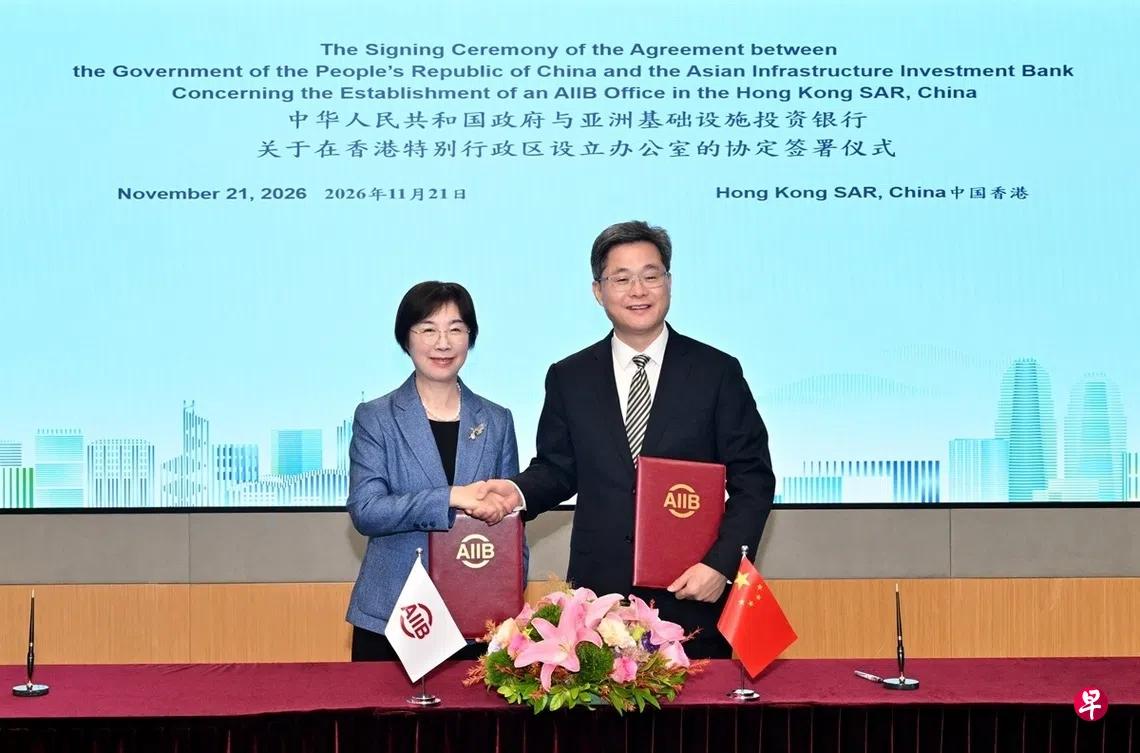 The Signing Ceremony of the Agreement between
the Government of the People's Republic of China and the Asian Infrastructure Investment Bank
Concerning the Establishment of an AIIB Office in the Hong Kong SAR, China
中华人民共和国政府与亚洲基础设施投资银行
关于在香港特别行政区设立办公室的协定签署仪式
November 21, 2026 2026年11月21日
Hong Kong SAR, China中国香港
AIIB
AIIB
AIIB
早